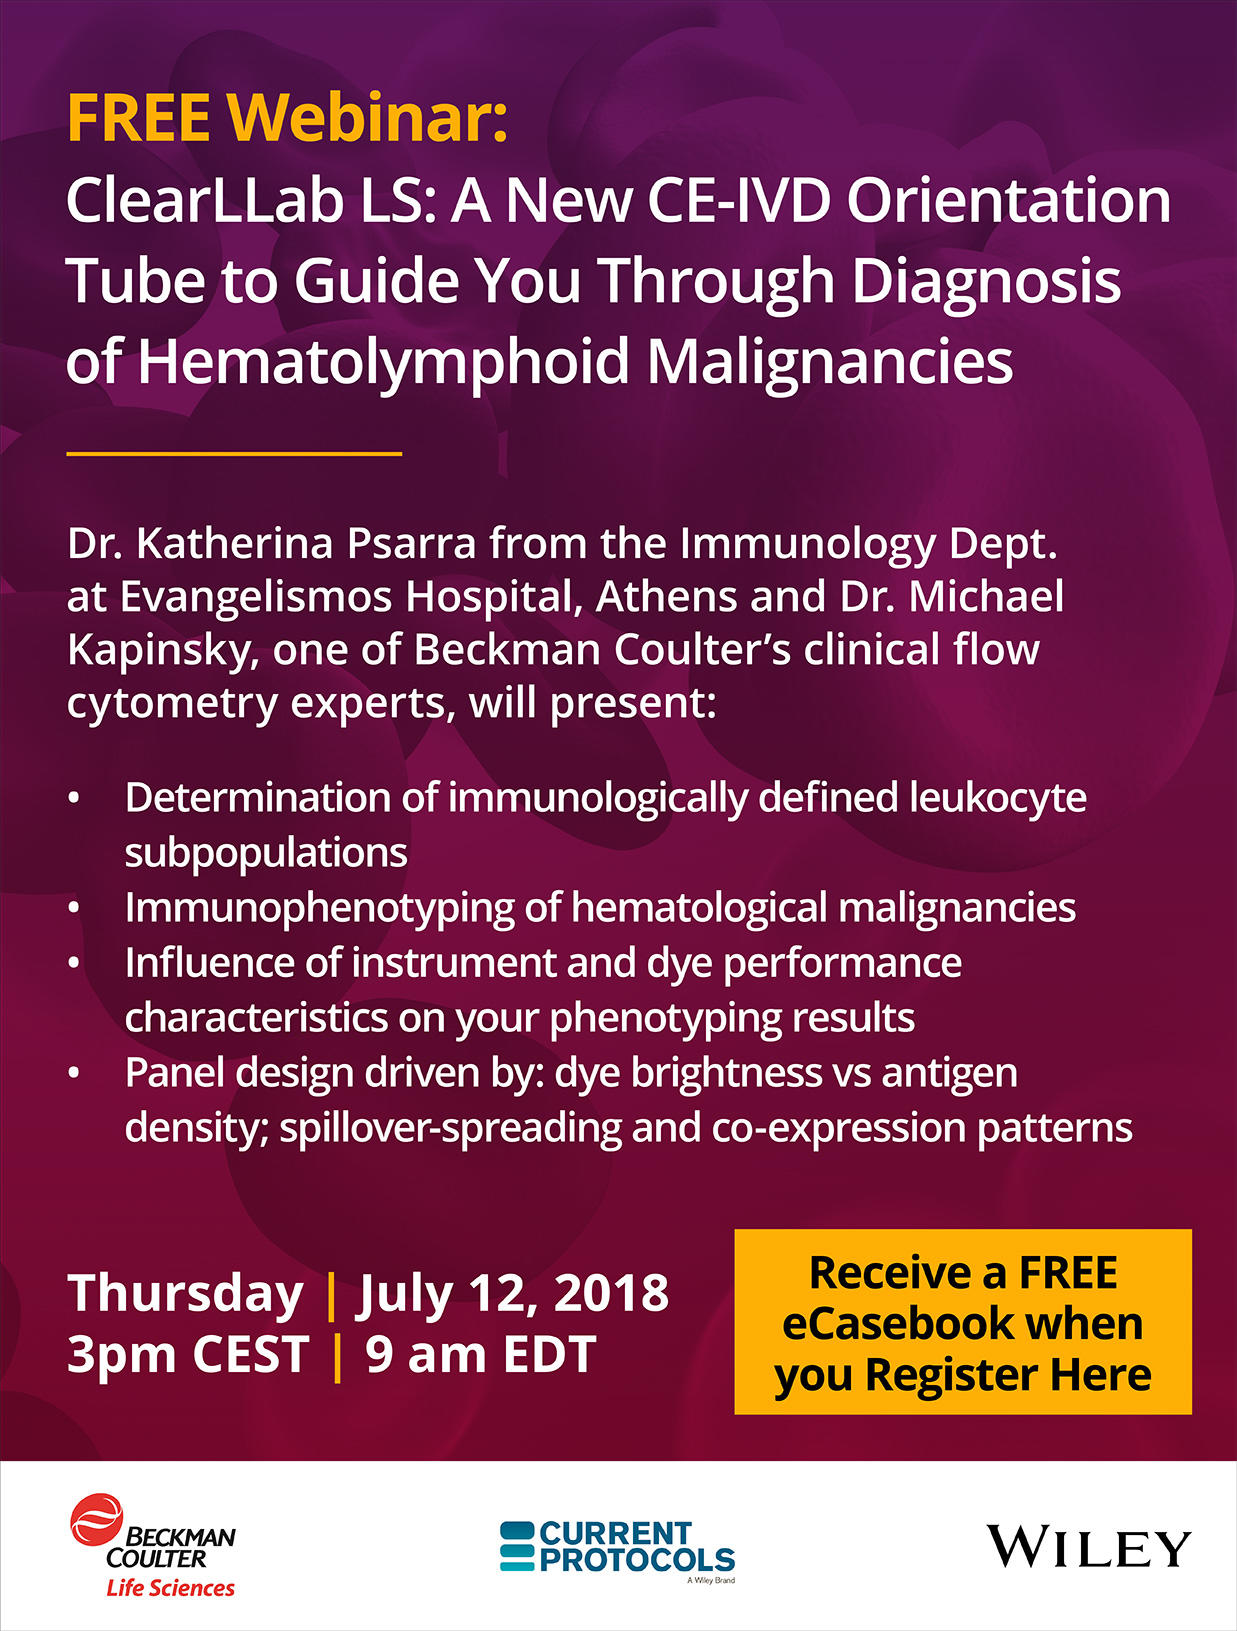 FREE Webinar:
ClearLLab LS: A New CE-IVD Orientation
Tube to Guide You Through Diagnosis
of Hematolymphoid Malignancies
Dr. Katherina Psarra from the Immunology Dept.
at Evangelismos Hospital, Athens and Dr. Michael
Kapinsky, one of Beckman Coulter’s clinical flow
cytometry experts, will present:
• Determination of immunologically defined leukocyte
subpopulations
• Immunophenotyping of hematological malignancies
• Influence of instrument and dye performance
characteristics on your phenotyping results
• Panel design driven by: dye brightness vs antigen
density; spillover-spreading and co-expression patterns
Thursday | July 12, 2018
3pm CEST | 9 am EDT
Receive a FREE
eCasebook when
you Register Here
BECKMAN
COULTER
Life Sciences
CURRENT
PROTOCOLS
A Wiley Brand
WILEY